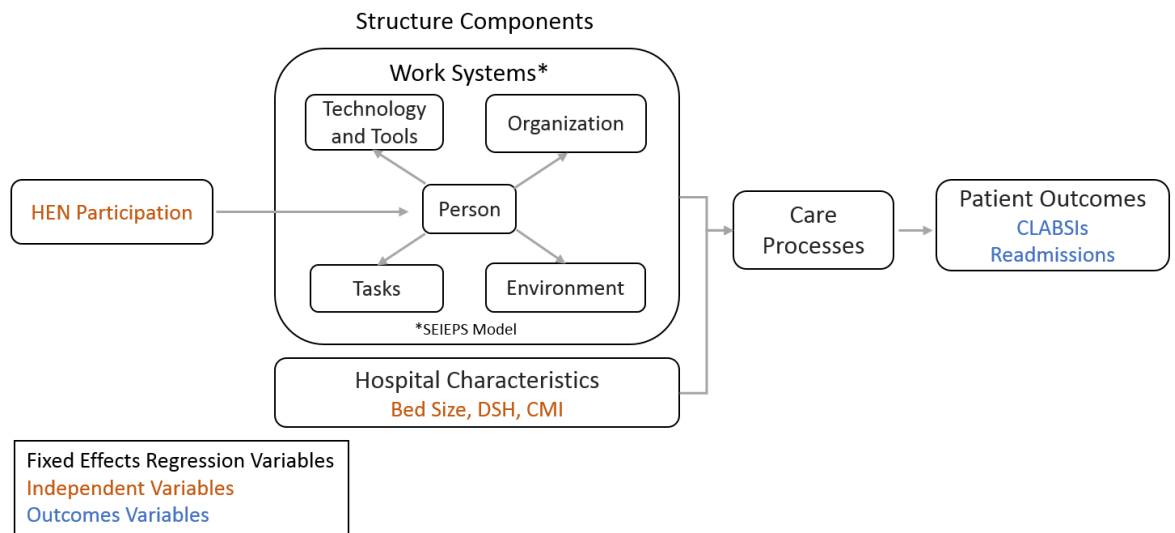 Structure Components
Work Systems*
Technology
and Tools
Organization
HEN Participation
Person
Tasks
Environment
*SEIEPS Model
Care
Processes
Patient Outcomes
CLABSIs
Readmissions
Hospital Characteristics
Bed Size, DSH, CMI
Fixed Effects Regression Variables
Independent Variables
Outcomes Variables